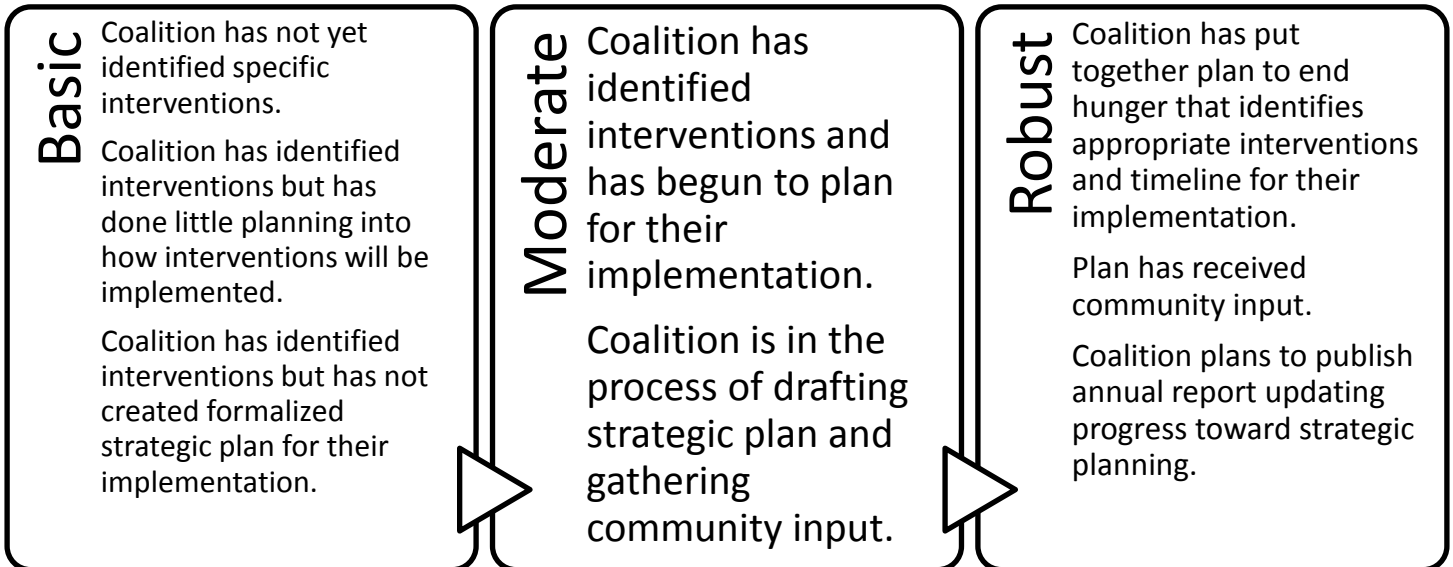 Basic
Coalition has not yet
identified specific
interventions.
Coalition has identified
interventions but has
done little planning into
how interventions will be
implemented.
Coalition has identified
interventions but has not
created formalized
strategic plan for their
implementation.
Moderate
Coalition has
identified
interventions and
has begun to plan
for their
implementation.
Coalition is in the
process of drafting
strategic plan and
gathering
community input.
Robust
Coalition has put
together plan to end
hunger that identifies
appropriate interventions
and timeline for their
implementation.
Plan has received
community input.
Coalition plans to publish
annual report updating
progress toward strategic
planning.